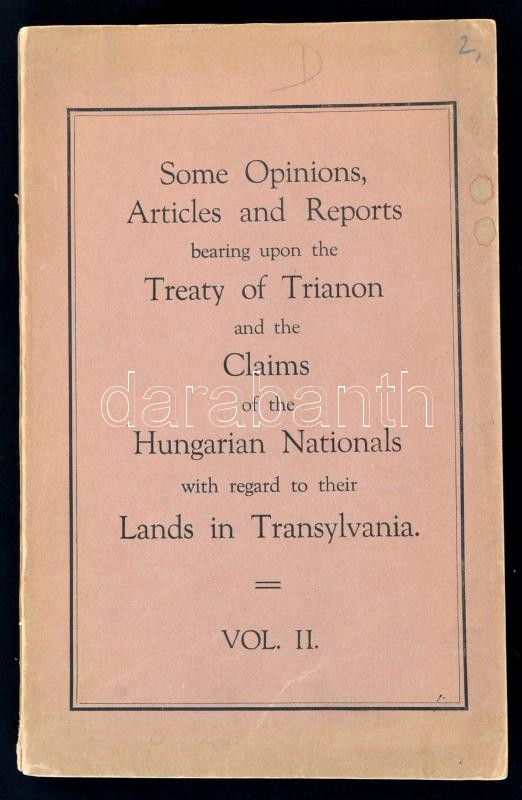 D
2,
Some Opinions,
Articles and Reports
bearing upon the
Treaty of Trianon
and the
Claims
of the
Hungarian Nationals
with regard to their
Lands in Transylvania.
VOL. II.
darabanth